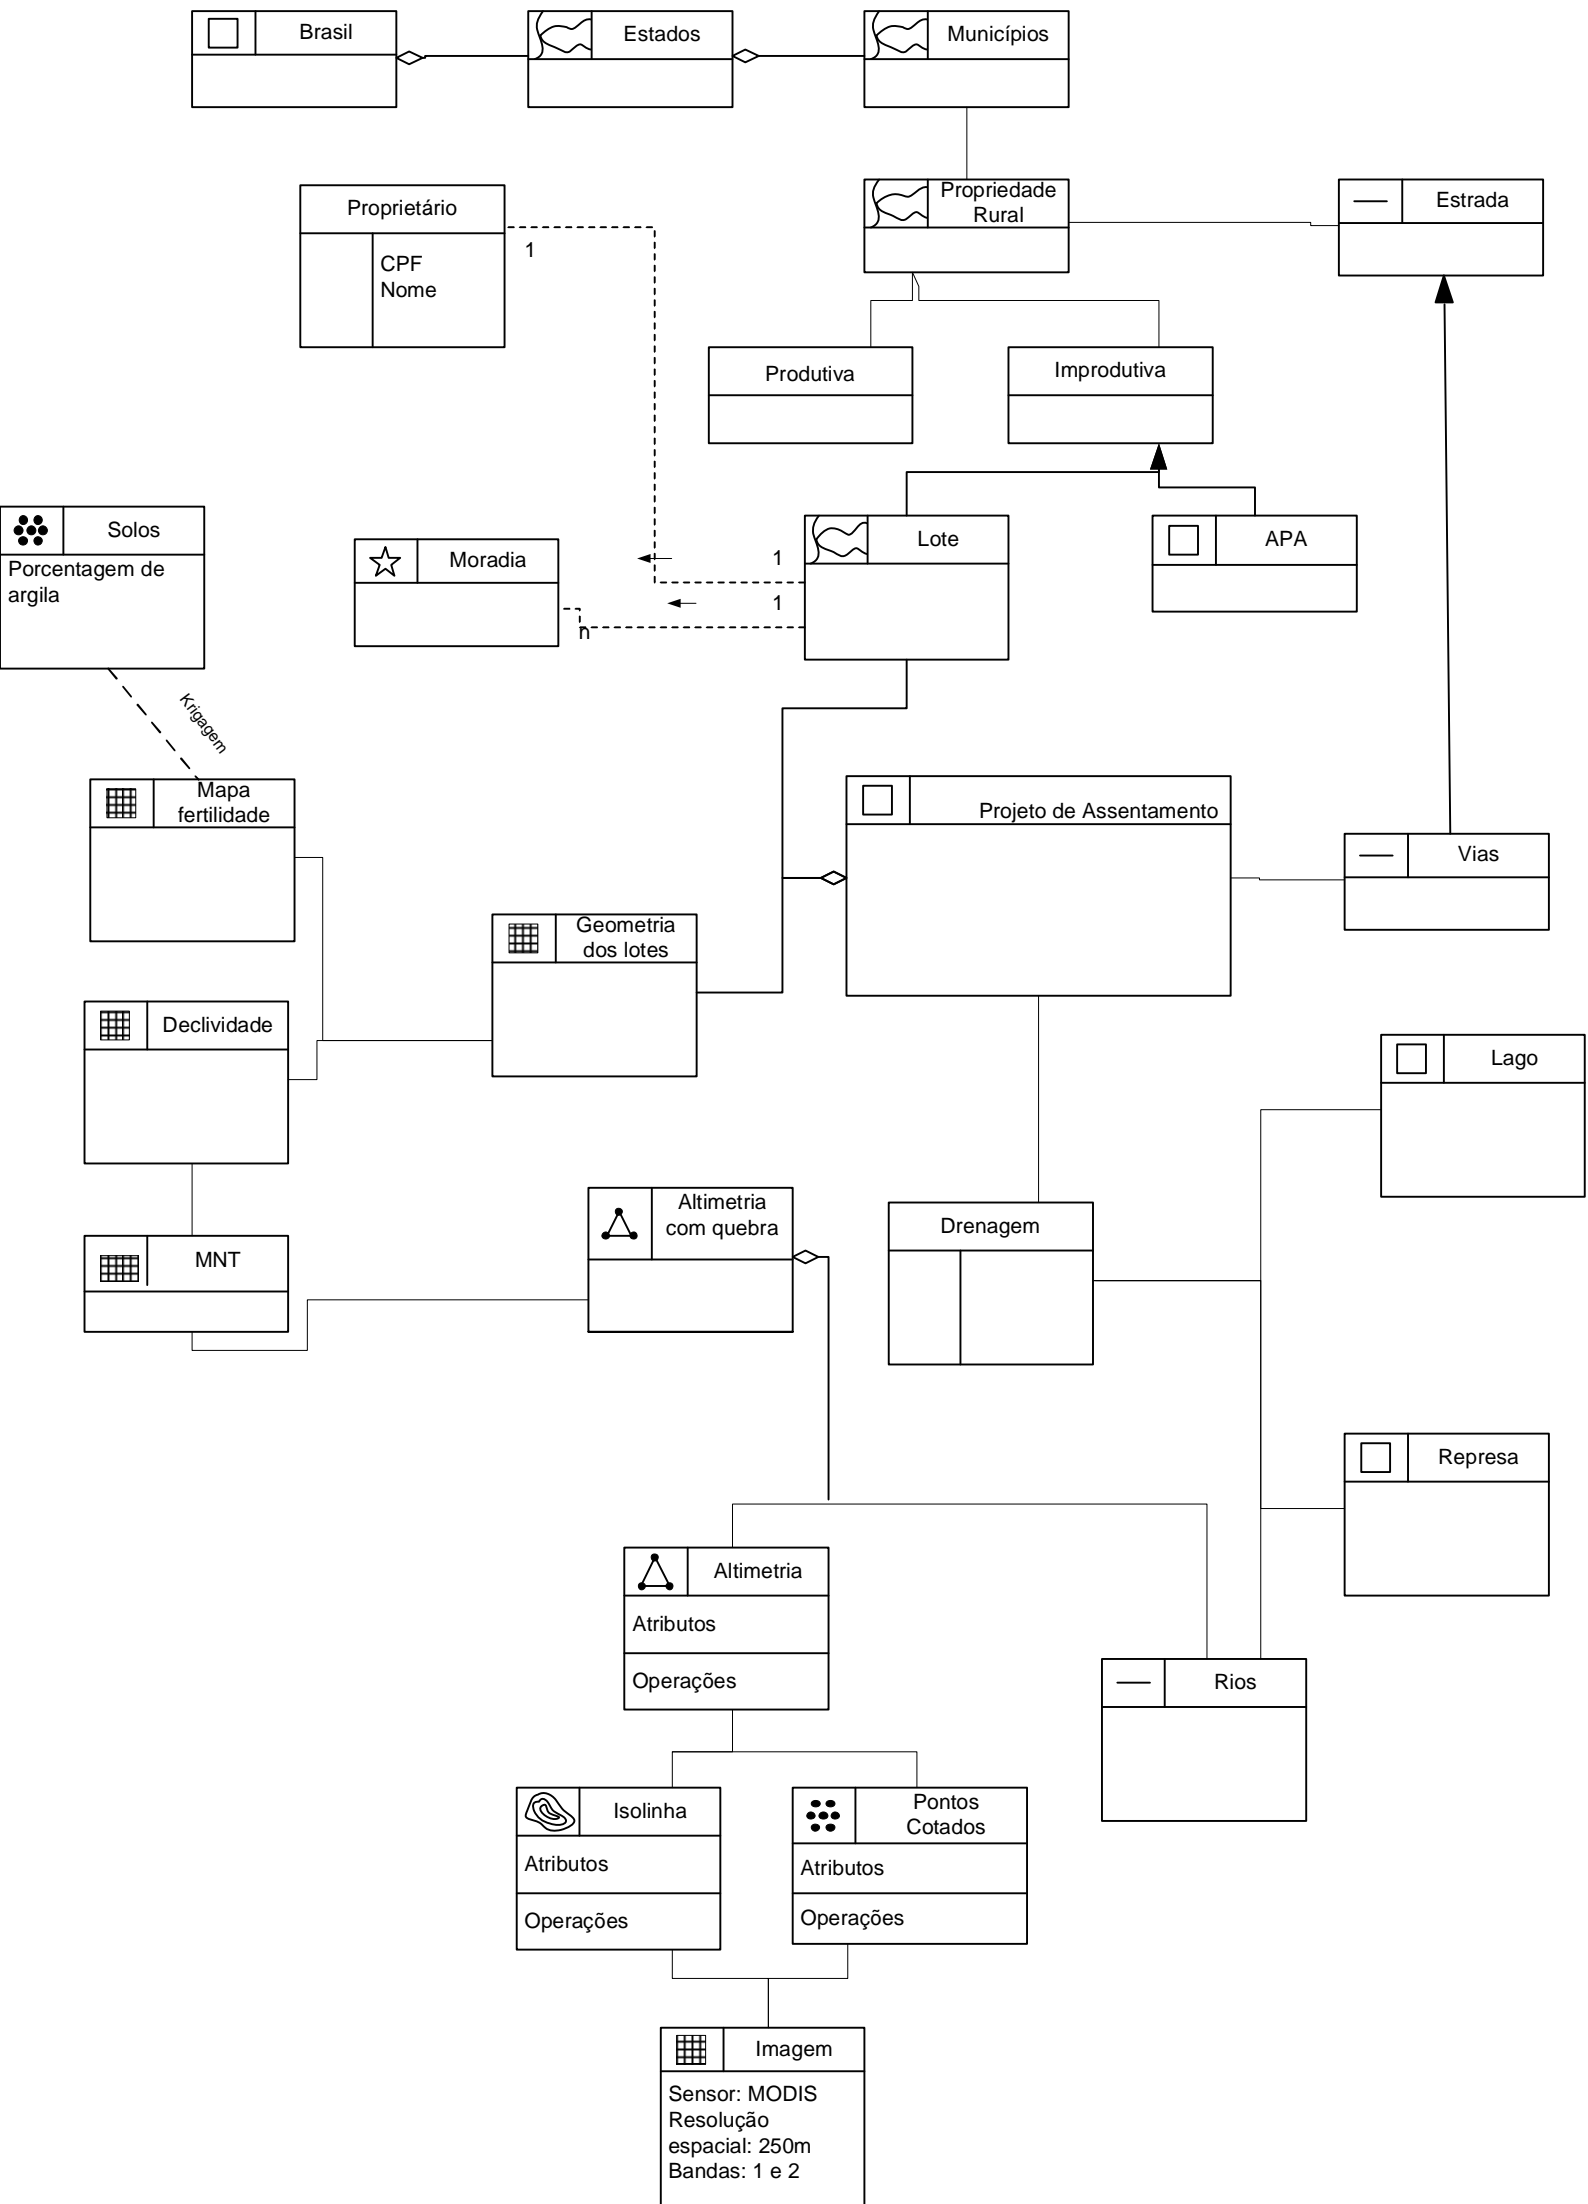 Brasil
Estados
Municípios
Proprietário
CPF
Nome
1
Propriedade
Rural
Estrada
Produtiva
Improdutiva
Solos
Porcentagem de
argila
Moradia
1
1
n
Lote
APA
Krigagem
Mapa
fertilidade
Projeto de Assentamento
Vias
Geometria
dos lotes
Declividade
Lago
Altimetria
com quebra
Drenagem
MNT
Represa
Altimetria
Atributos
Operações
Rios
Isolinha
Atributos
Operações
Pontos
Cotados
Atributos
Operações
Imagem
Sensor: MODIS
Resolução
espacial: 250m
Bandas: 1 e 2